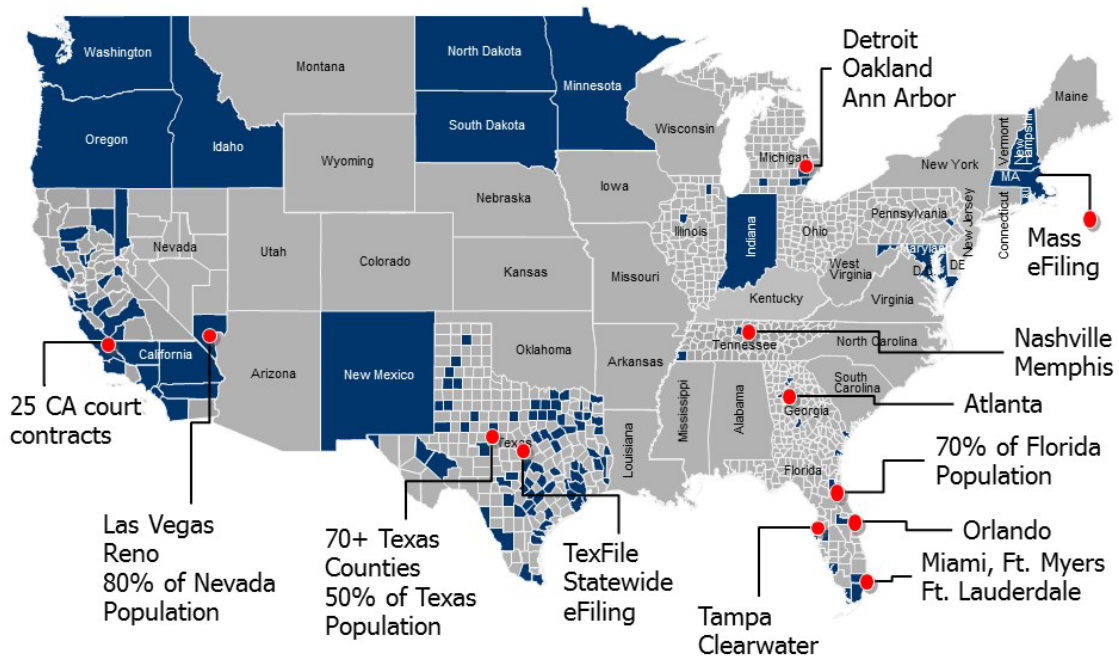 Washington
Montana
North Dakota
Minnesota
Oregon
Idaho
South Dakota
Wyoming
Wisconsin
Michigan
Detroit
Oakland
Ann Arbor
Maine
Vermont
New Hampshire
New York
MA
Connecticut
RI
Mass
eFiling
Nevada
Utah
Colorado
Nebraska
Kansas
Iowa
Missouri
Illinois
Indiana
Ohio
Pennsylvania
New Jersey
Maryland
DE
D.C.
West
Virginia
Virginia
Kentucky
California
Arizona
New Mexico
Oklahoma
Arkansas
Tennessee
North Carolina
South
Carolina
Nashville
Memphis
25 CA court
contracts
Texas
Louisiana
Mississippi
Alabama
Georgia
Atlanta
Florida
70% of Florida
Population
Las Vegas
Reno
80% of Nevada
Population
70+ Texas
Counties
50% of Texas
Population
TexFile
Statewide
eFiling
Tampa
Clearwater
Orlando
Miami, Ft. Myers
Ft. Lauderdale